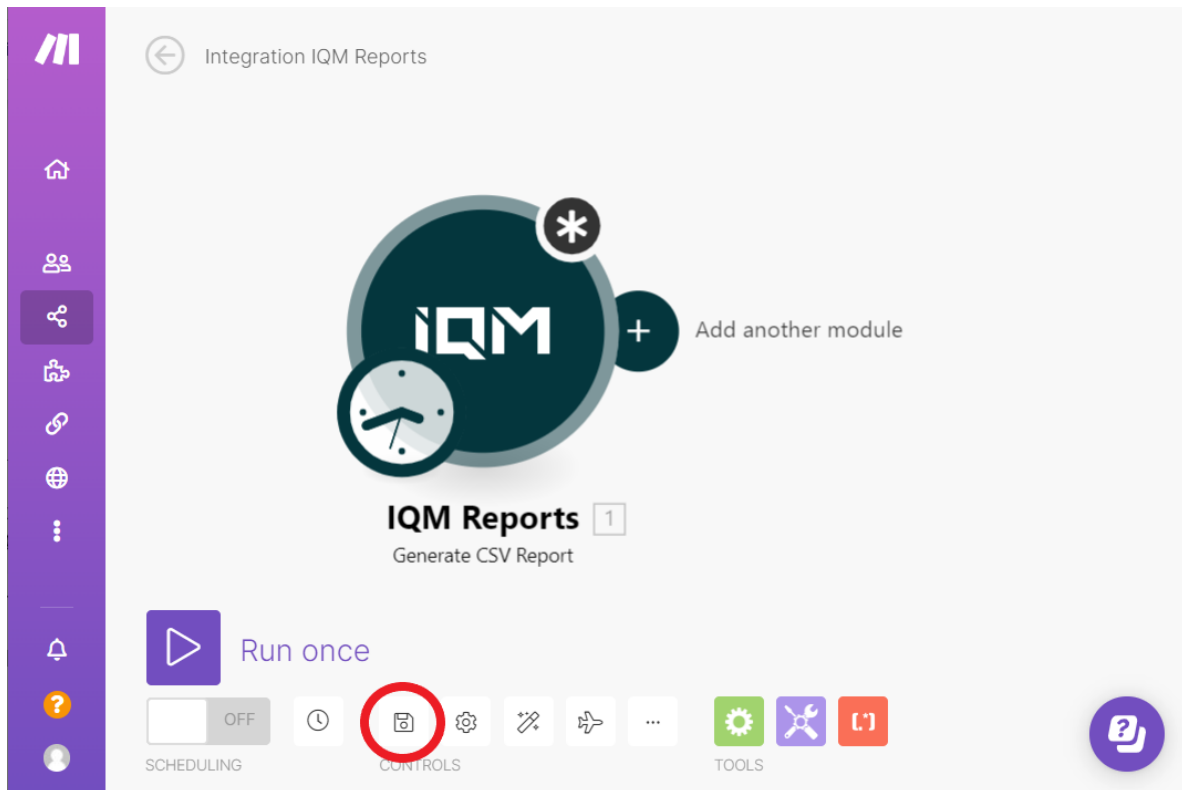 Integration IQM Reports
iQM
Add another module
IQM Reports 1
Generate CSV Report
Run once
OFF
SCHEDULING
CONTROLS
TOOLS